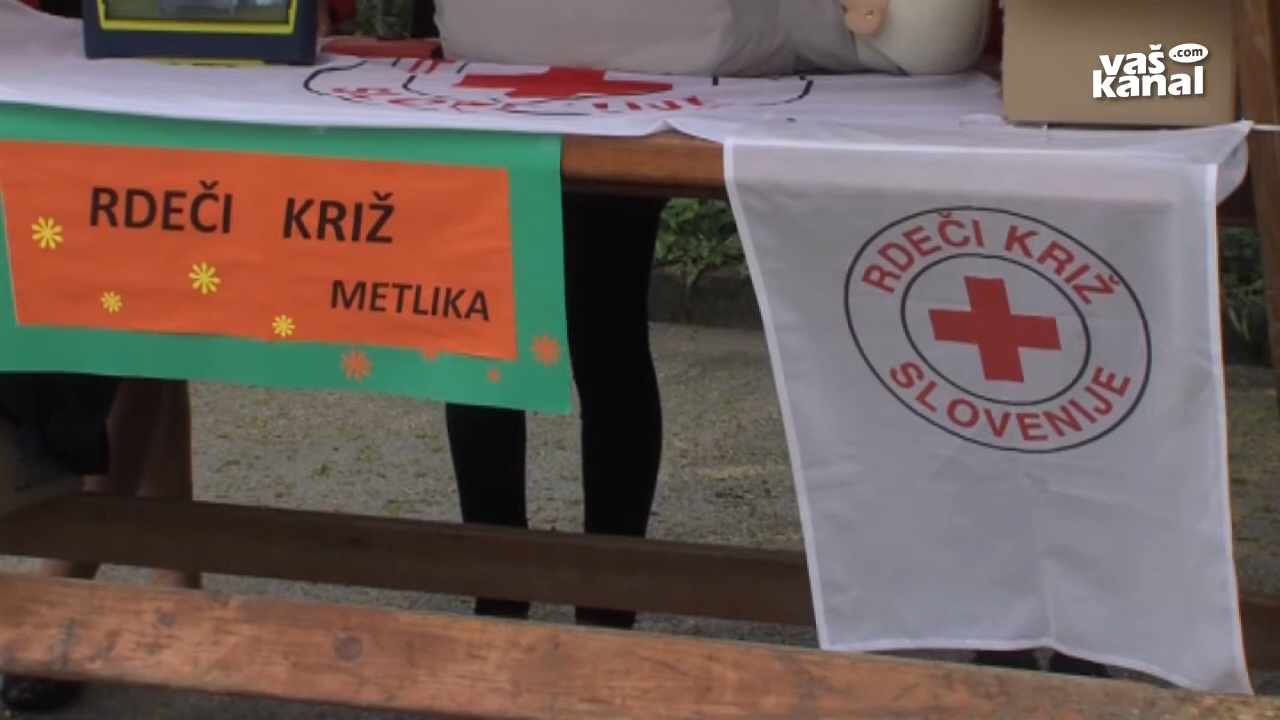 vaš .com
kanal
RDEČI KRIŽ
METLIKA
RDEČI KRIŽ
SLOVENIJE